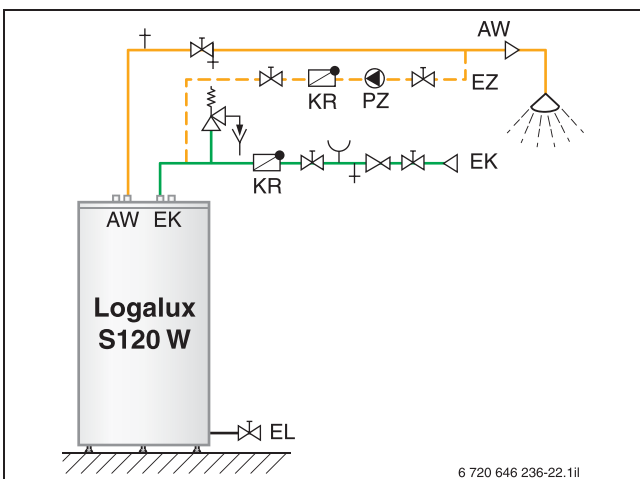 AW
EZ
KR
PZ
EK
KR
AW EK
Logalux
S120 W
EL
6 720 646 236-22.1il